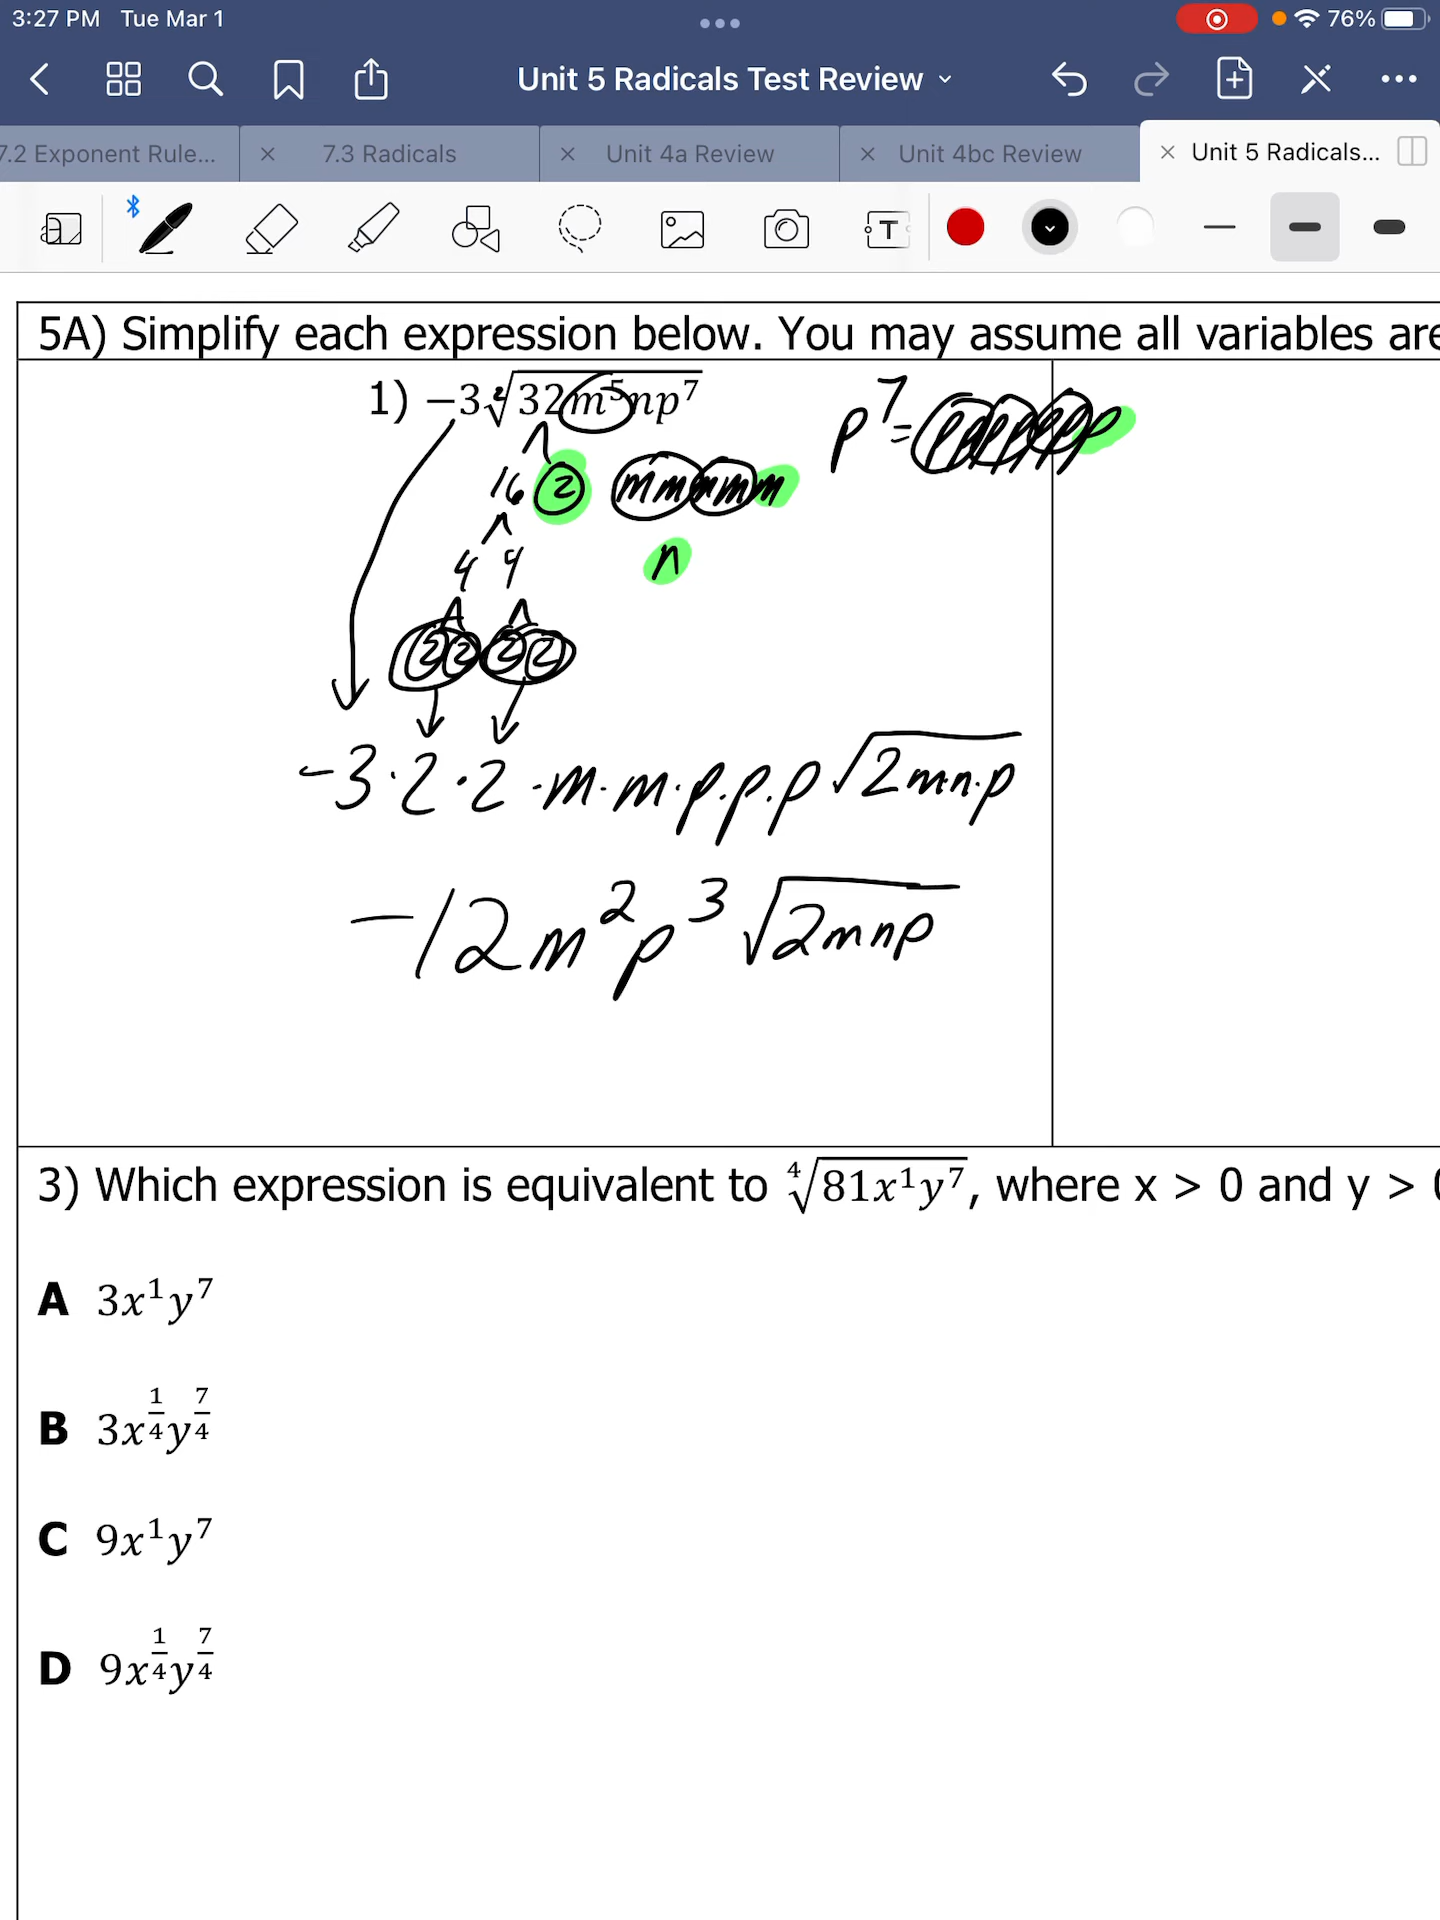 3:27 PM Tue Mar 1
76%
Unit 5 Radicals Test Review
7.2 Exponent Rule...
× 7.3 Radicals
× Unit 4a Review
× Unit 4bc Review
× Unit 5 Radicals...
a
T
5A) Simplify each expression below. You may assume all variables are
1) −3∛32m⁵np⁷
p⁷ = ppppppp
16 2 mmmmm
4 4 n
2 2 2 2
-3·2·2·m·m·p·p·p√2m·n·p
-12m²p³√2mnp
3) Which expression is equivalent to ⁴√81x¹y⁷, where x > 0 and y > 0
A 3x¹y⁷
B 3x^(1/4)y^(7/4)
C 9x¹y⁷
D 9x^(1/4)y^(7/4)